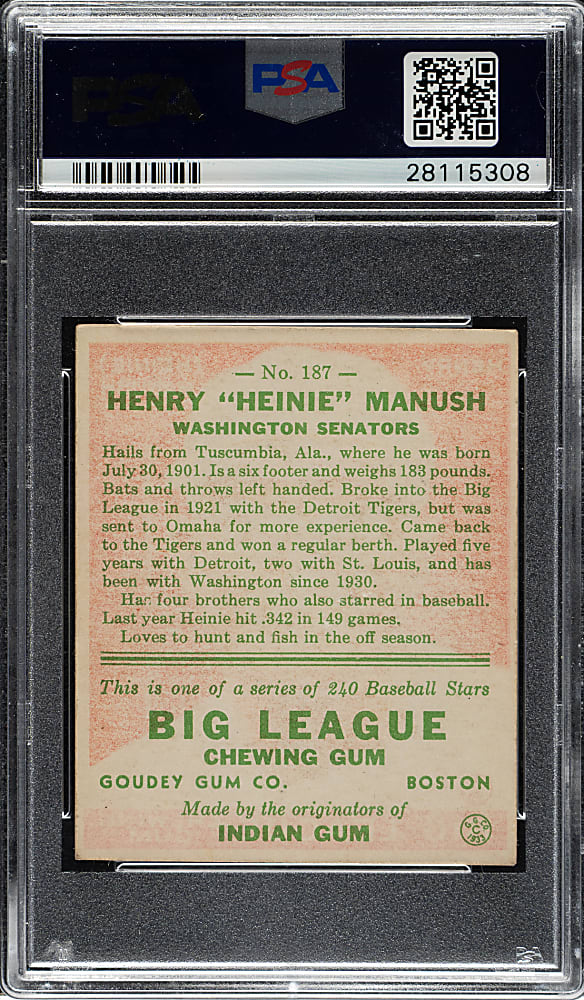 PSA
PSA
28115308
— No. 187 —
HENRY “HEINIE” MANUSH
WASHINGTON SENATORS
Hails from Tuscumbia, Ala., where he was born
July 30, 1901. Is a six footer and weighs 183 pounds.
Bats and throws left handed. Broke into the Big
League in 1921 with the Detroit Tigers, but was
sent to Omaha for more experience. Came back
to the Tigers and won a regular berth. Played five
years with Detroit, two with St. Louis, and has
been with Washington since 1930.
Has four brothers who also starred in baseball.
Last year Heinie hit .342 in 149 games.
Loves to hunt and fish in the off season.
This is one of a series of 240 Baseball Stars
BIG LEAGUE
CHEWING GUM
GOUDEY GUM CO. BOSTON
Made by the originators of
INDIAN GUM
G.G.CO.
C
1933